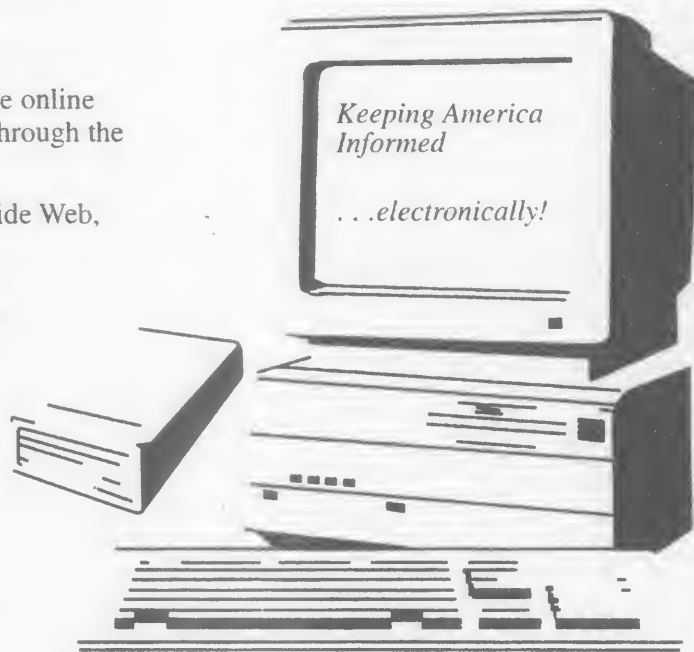 e online
hrough the
ide Web,
Keeping America
Informed
. . .electronically!